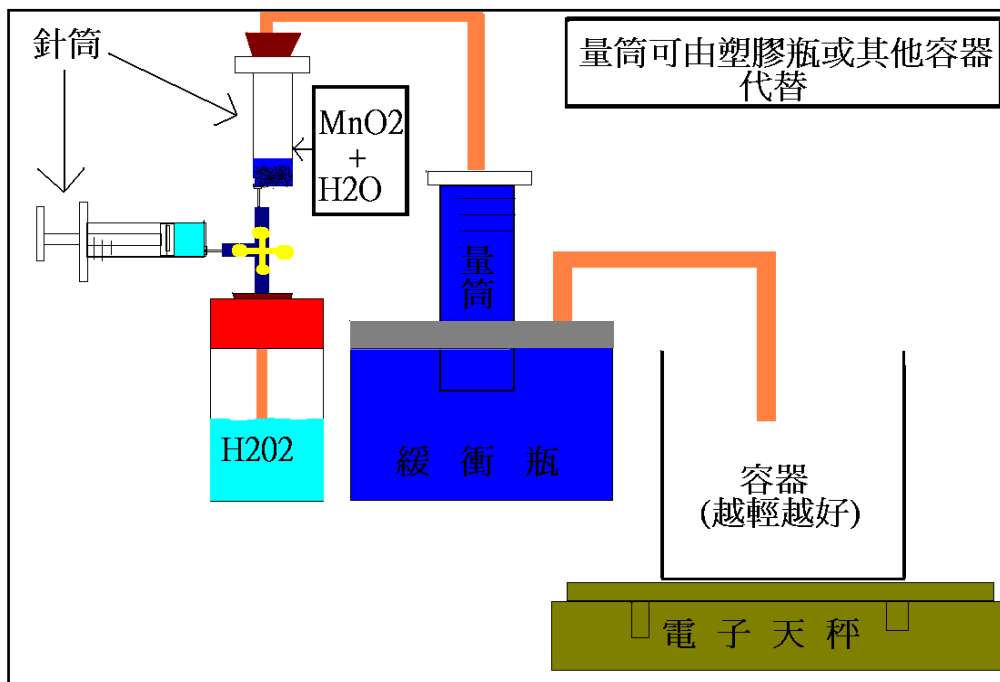 針筒
量筒可由塑膠瓶或其他容器
代替
MnO2
+
H2O
量
筒
H202
緩 衝 瓶
容器
(越輕越好)
電 子 天 秤